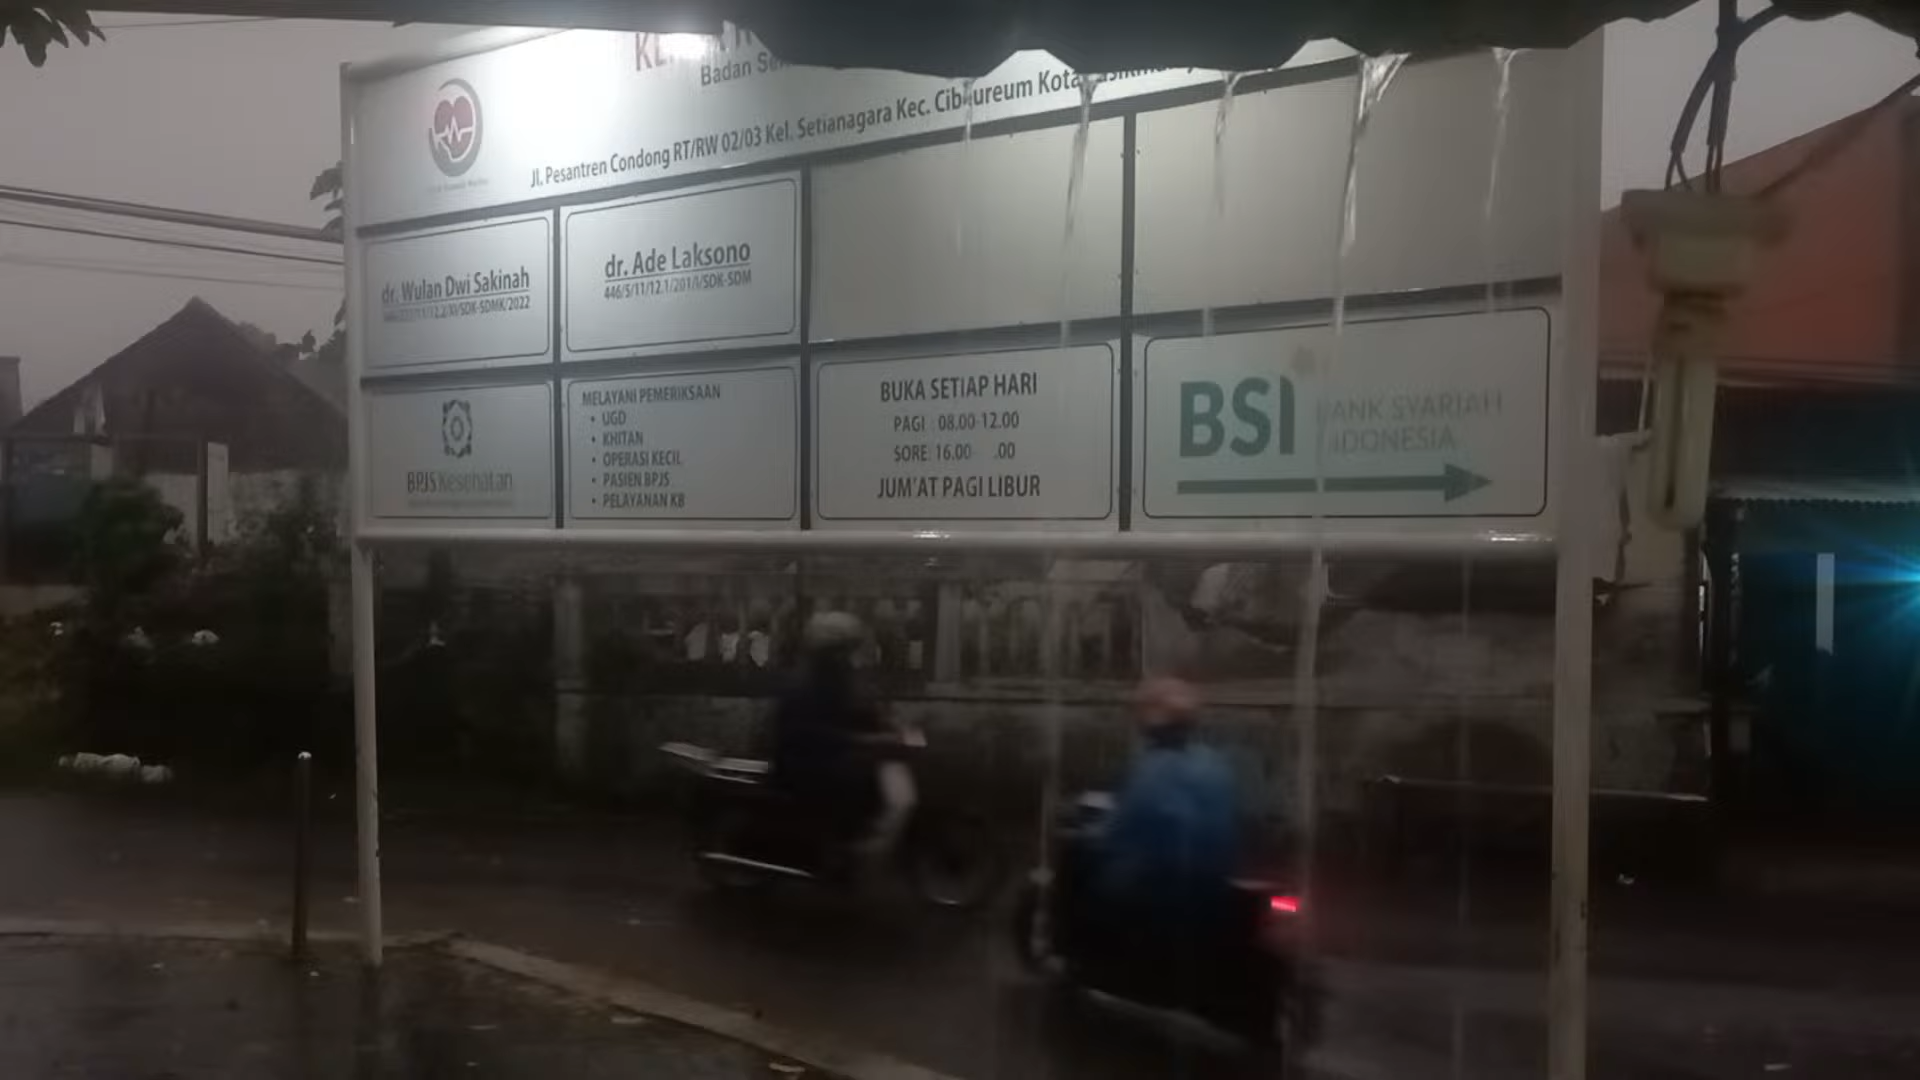 Badan
Jl. Pesantren Condong RT/RW 02/03 Kel. Setianagara Kec. Cibeureum Kota
dr. Wulan Dwi Sakinah
dr. Ade Laksono
446/5/11/12.1/201/I/SDK-SDM
BPJS Kesehatan
MELAYANI PEMERIKSAAN
• UGD
• KHITAN
• OPERASI KECIL
• PASIEN BPJS
• PELAYANAN KB
BUKA SETIAP HARI
PAGI : 08.00-12.00
SORE: 16.00 .00
JUM'AT PAGI LIBUR
BSI BANK SYARIAH
INDONESIA